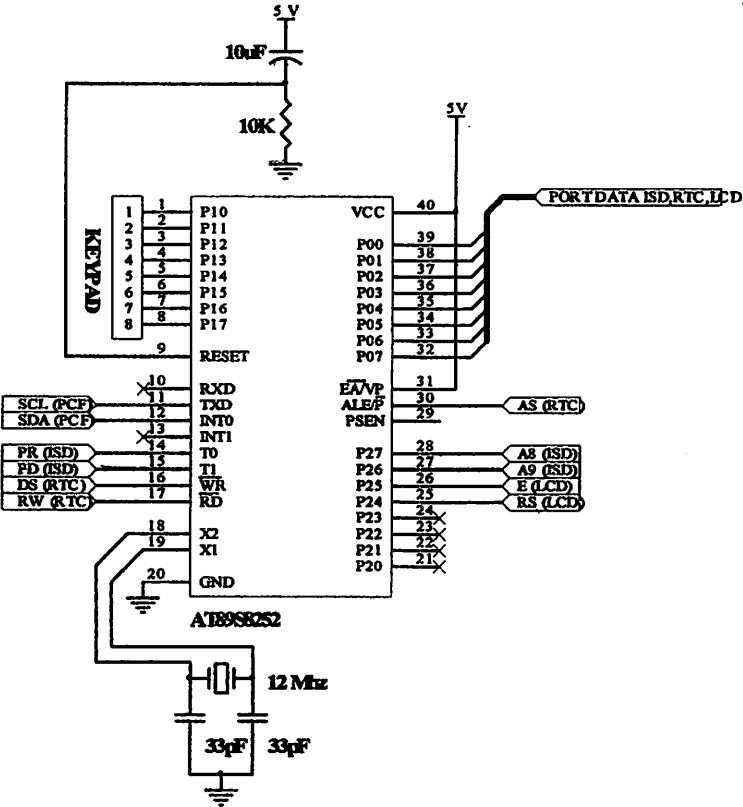 5 V
10uF
10K
5 V
PORT DATA ISD,RTC,LCD
KEYPAD
1 1 P10
2 2 P11
3 3 P12
4 4 P13
5 5 P14
6 6 P15
7 7 P16
8 8 P17
9 RESET
10 RXD
SCL (PCF) 11 TXD
SDA (PCF) 12 INT0
13 INT1
PR (ISD) 14 T0
PD (ISD) 15 T1
DS (RTC) 16 WR
RW (RTC) 17 RD
18 X2
19 X1
20 GND
VCC 40
P00 39
P01 38
P02 37
P03 36
P04 35
P05 34
P06 33
P07 32
EA/VP 31
ALE/P 30 AS (RTC)
PSEN 29
P27 28 A8 (ISD)
P26 27 A9 (ISD)
P25 26 E (LCD)
P24 25 RS (LCD)
P23 24
P22 23
P21 22
P20 21
AT89S8252
12 Mhz
33pF 33pF